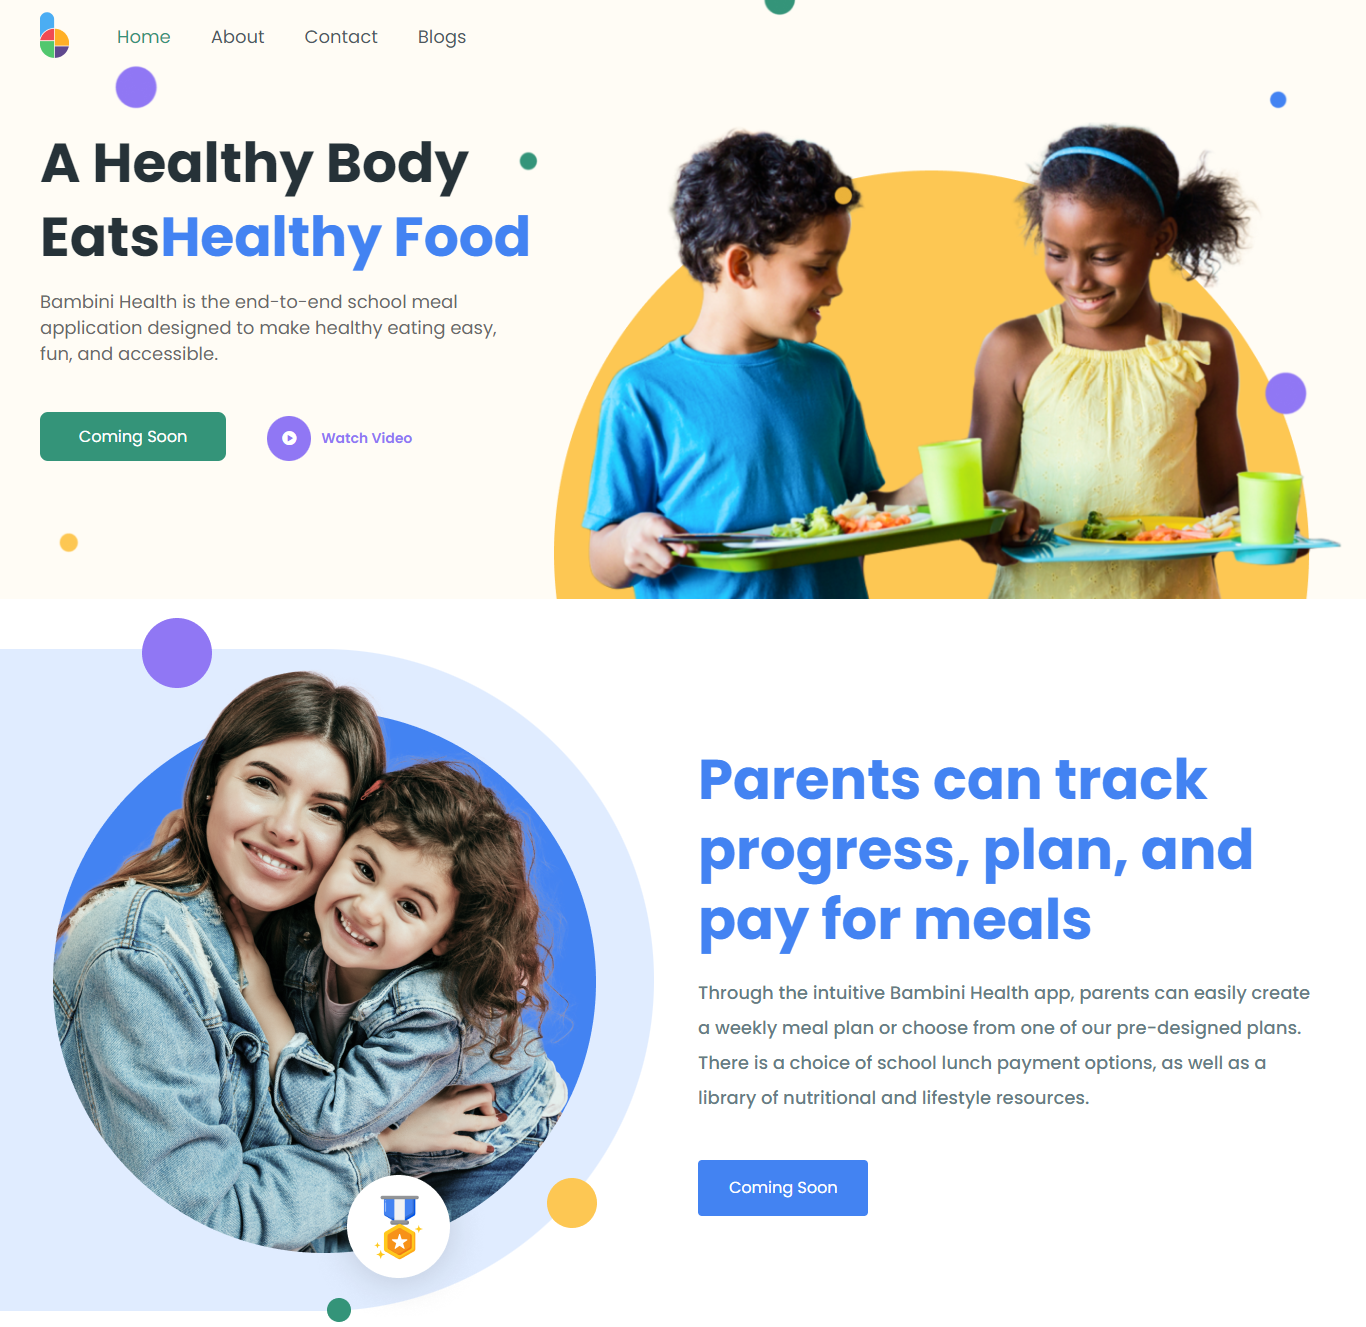 Home About Contact Blogs
A Healthy Body
EatsHealthy Food
Bambini Health is the end-to-end school meal
application designed to make healthy eating easy,
fun, and accessible.
Coming Soon
Watch Video
Parents can track
progress, plan, and
pay for meals
Through the intuitive Bambini Health app, parents can easily create
a weekly meal plan or choose from one of our pre-designed plans.
There is a choice of school lunch payment options, as well as a
library of nutritional and lifestyle resources.
Coming Soon